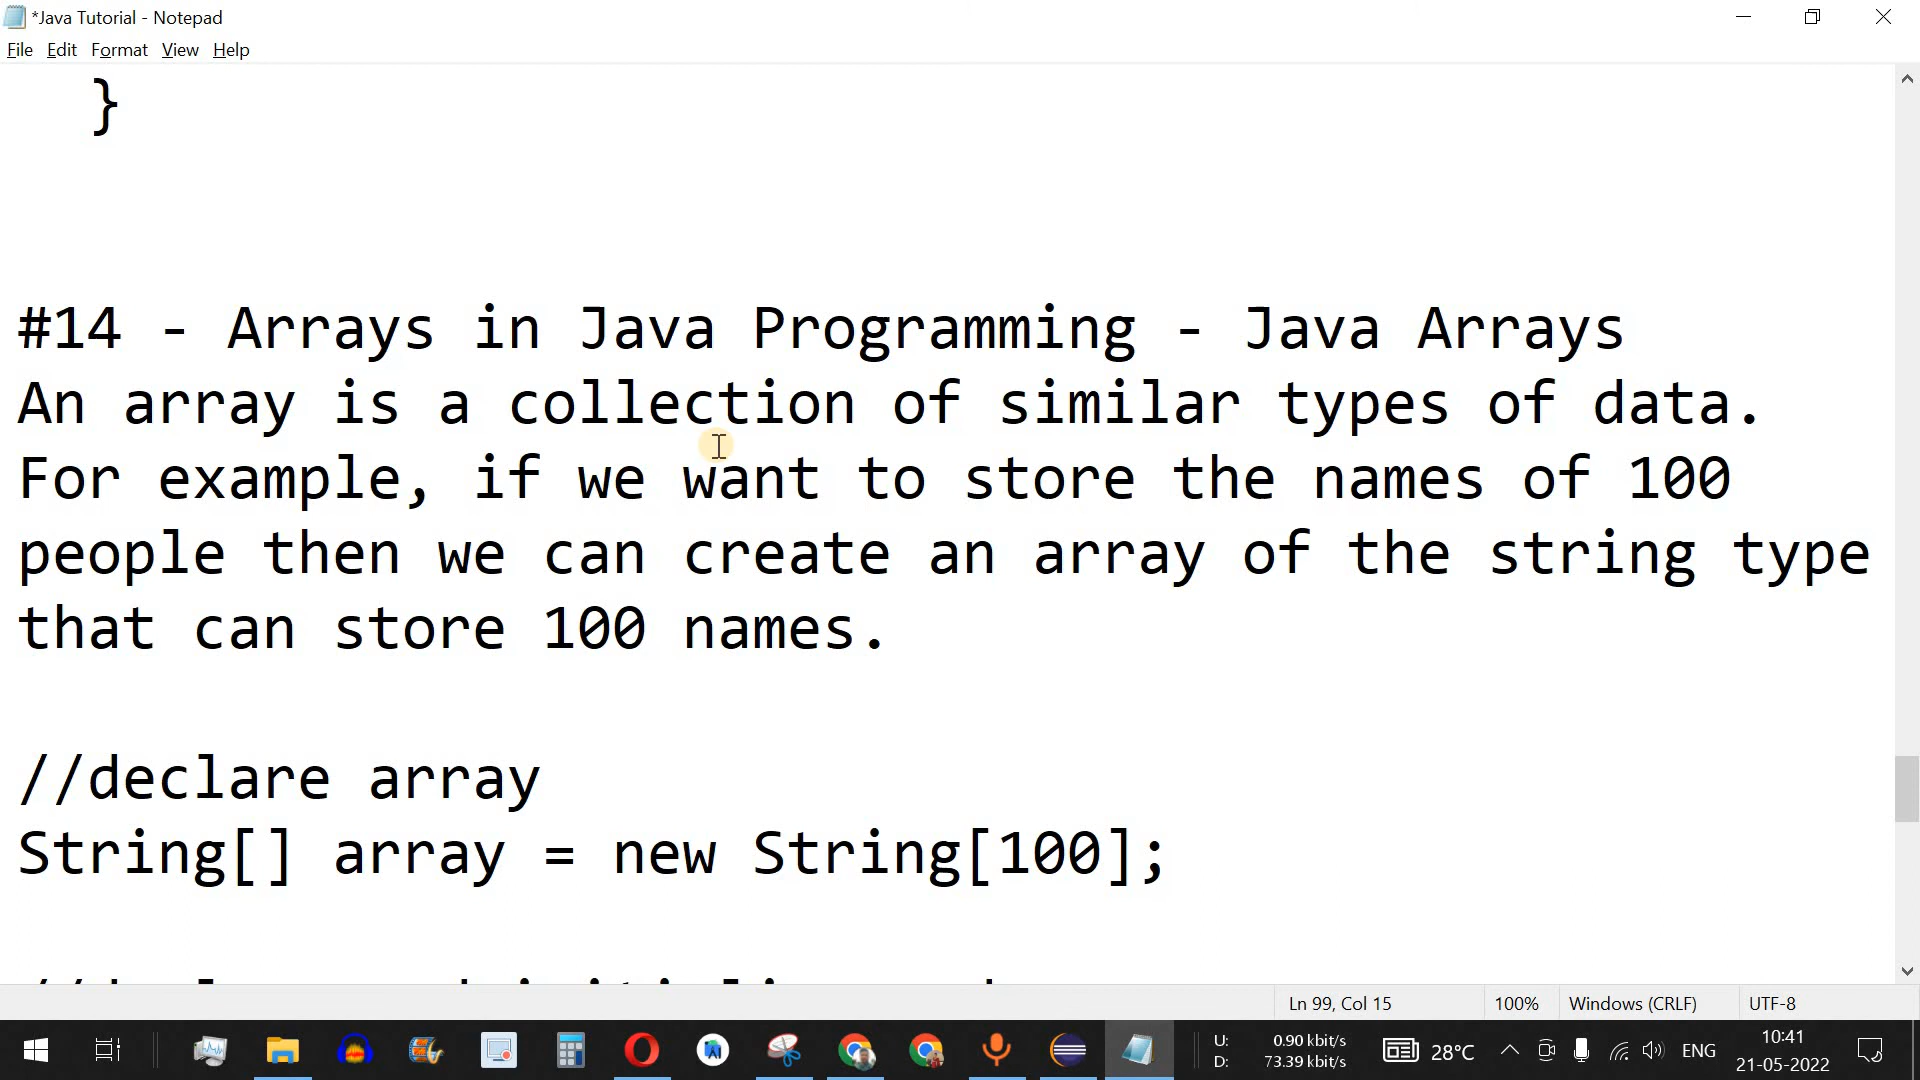 *Java Tutorial - Notepad
File Edit Format View Help
}
#14 - Arrays in Java Programming - Java Arrays
An array is a collection of similar types of data.
For example, if we want to store the names of 100
people then we can create an array of the string type
that can store 100 names.
//declare array
String[] array = new String[100];
Ln 99, Col 15 100% Windows (CRLF) UTF-8
U: 0.90 kbit/s
D: 73.39 kbit/s
28°C
ENG
10:41
21-05-2022